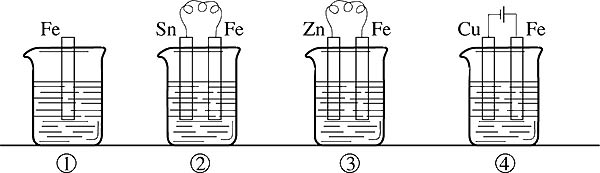 Fe Sn Fe Zn Fe Cu Fe
① ② ③ ④